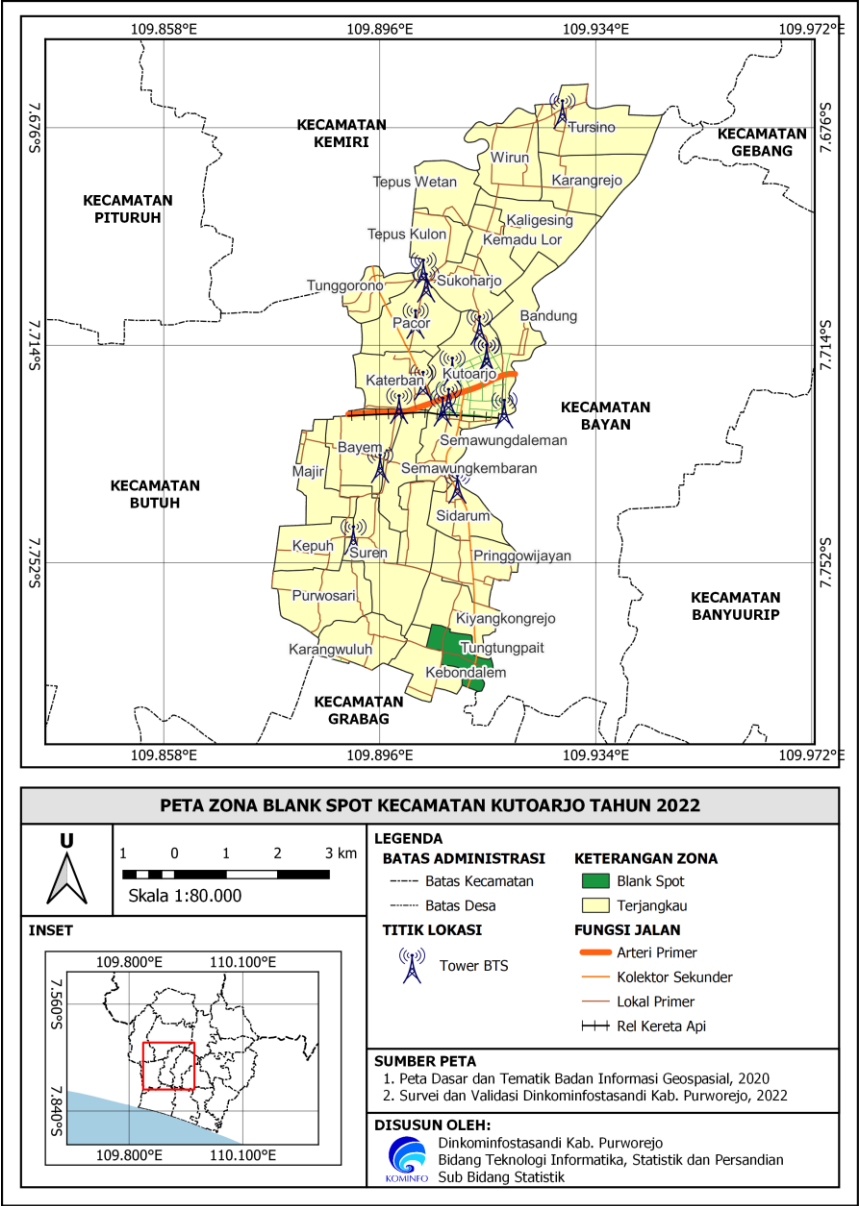 109.858°E
109.896°E
109.934°E
109.972°E
7.676°S
7.676°S
KECAMATAN
KEMIRI
Tursino
KECAMATAN
GEBANG
Wirun
Tepus Wetan
Karangrejo
KECAMATAN
PITURUH
Kaligesing
Tepus Kulon
Kemadu Lor
Tunggorono
Sukoharjo
Pacor
Bandung
7.714°S
7.714°S
Katerban
Kutoarjo
KECAMATAN
BAYAN
Semawungdaleman
Bayem
Majir
Semawungkembaran
KECAMATAN
BUTUH
Sidarum
Kepuh
Suren
Pringgowijayan
7.752°S
7.752°S
Purwosari
KECAMATAN
BANYUURIP
Kiyangkongrejo
Karangwuluh
Tungtungpait
Kebondalem
KECAMATAN
GRABAG
109.858°E
109.896°E
109.934°E
109.972°E
PETA ZONA BLANK SPOT KECAMATAN KUTOARJO TAHUN 2022
U
1 0 1 2 3 km
Skala 1:80.000
INSET
109.800°E
110.100°E
7.560°S
7.840°S
109.800°E
110.100°E
LEGENDA
BATAS ADMINISTRASI
Batas Kecamatan
Batas Desa
TITIK LOKASI
Tower BTS
KETERANGAN ZONA
Blank Spot
Terjangkau
FUNGSI JALAN
Arteri Primer
Kolektor Sekunder
Lokal Primer
Rel Kereta Api
SUMBER PETA
1. Peta Dasar dan Tematik Badan Informasi Geospasial, 2020
2. Survei dan Validasi Dinkominfostasandi Kab. Purworejo, 2022
DISUSUN OLEH:
Dinkominfostasandi Kab. Purworejo
Bidang Teknologi Informatika, Statistik dan Persandian
Sub Bidang Statistik
KOMINFO